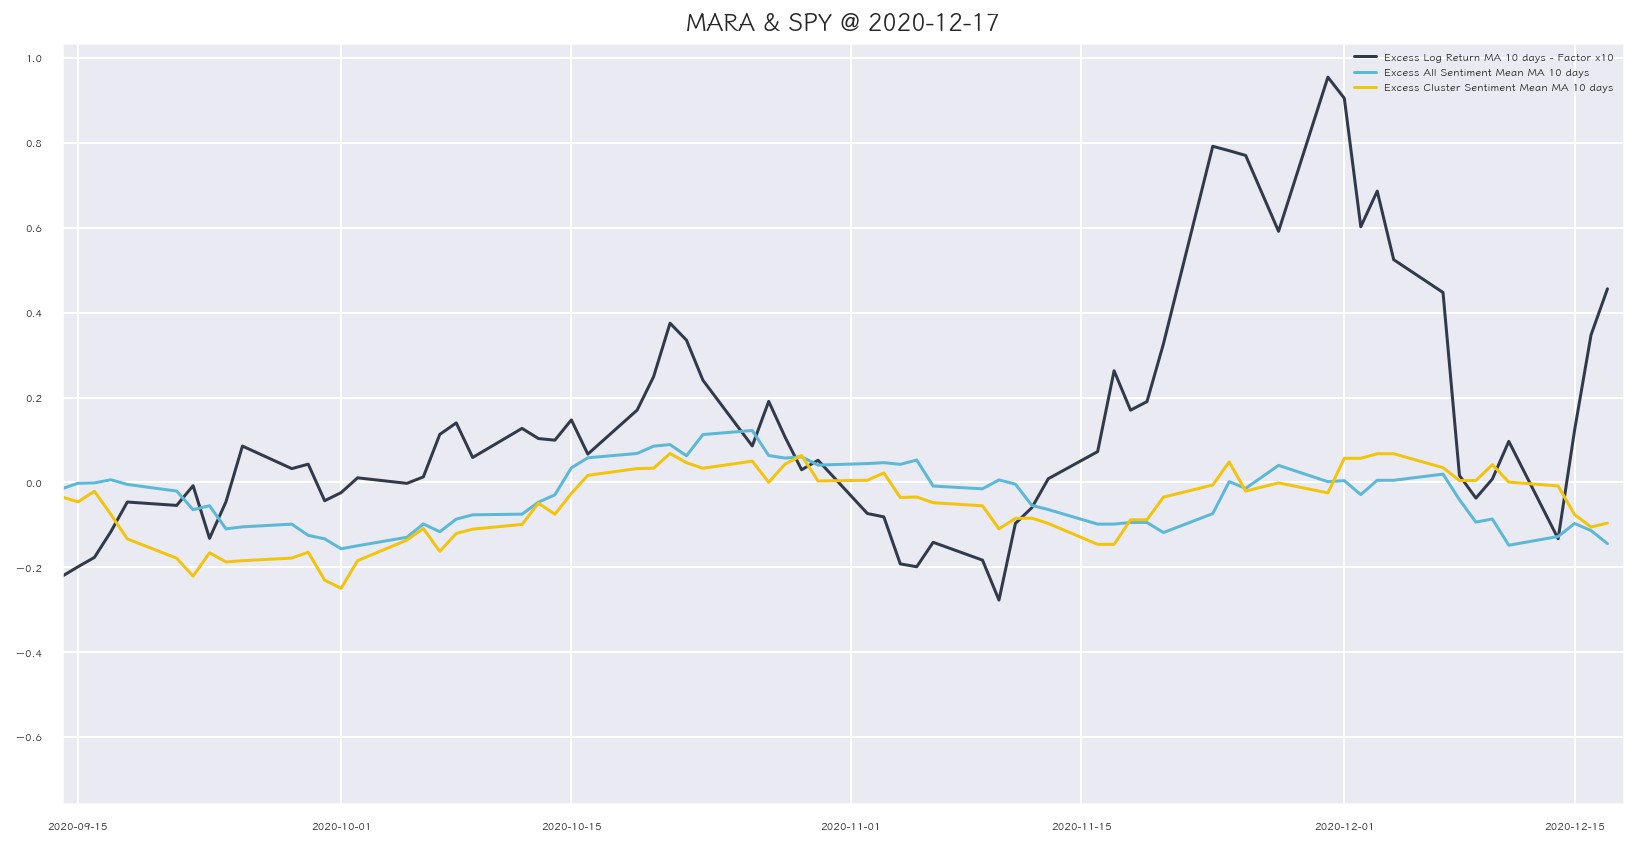 MARA & SPY @ 2020-12-17
1.0
0.8
0.6
0.4
0.2
0.0
−0.2
−0.4
−0.6
Excess Log Return MA 10 days - Factor x10
Excess All Sentiment Mean MA 10 days
Excess Cluster Sentiment Mean MA 10 days
2020-09-15 2020-10-01 2020-10-15 2020-11-01 2020-11-15 2020-12-01 2020-12-15